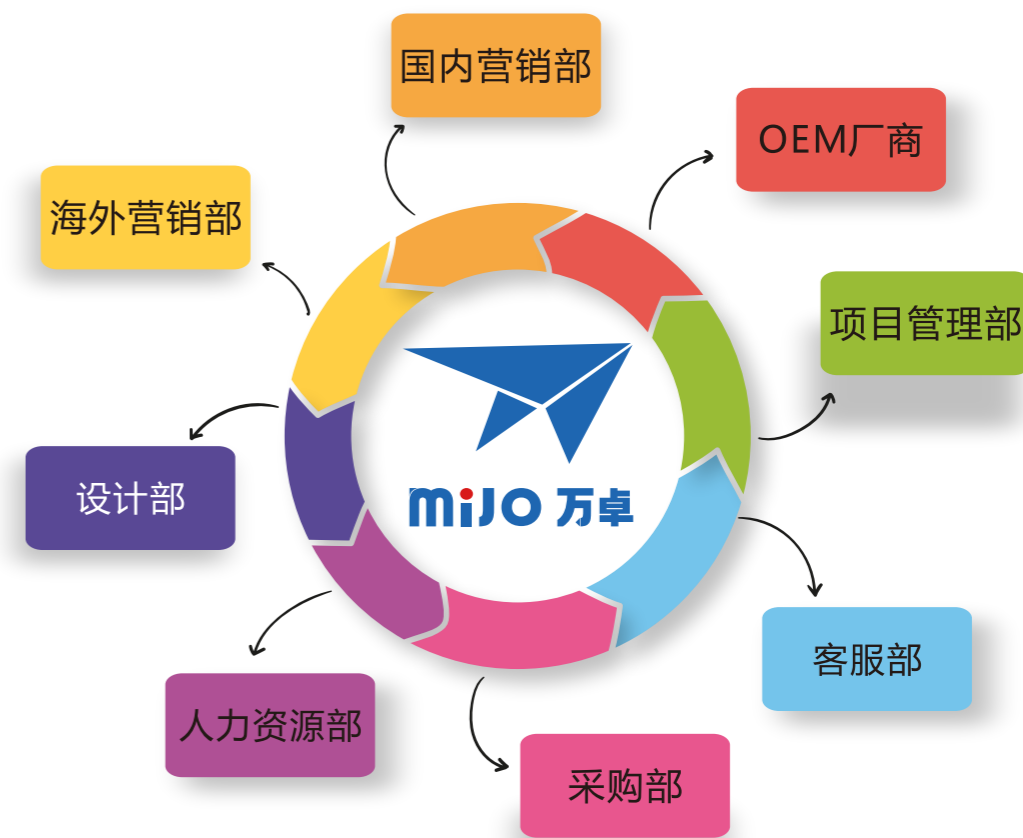 国内营销部
OEM厂商
海外营销部
项目管理部
设计部
MiJO 万卓
客服部
人力资源部
采购部